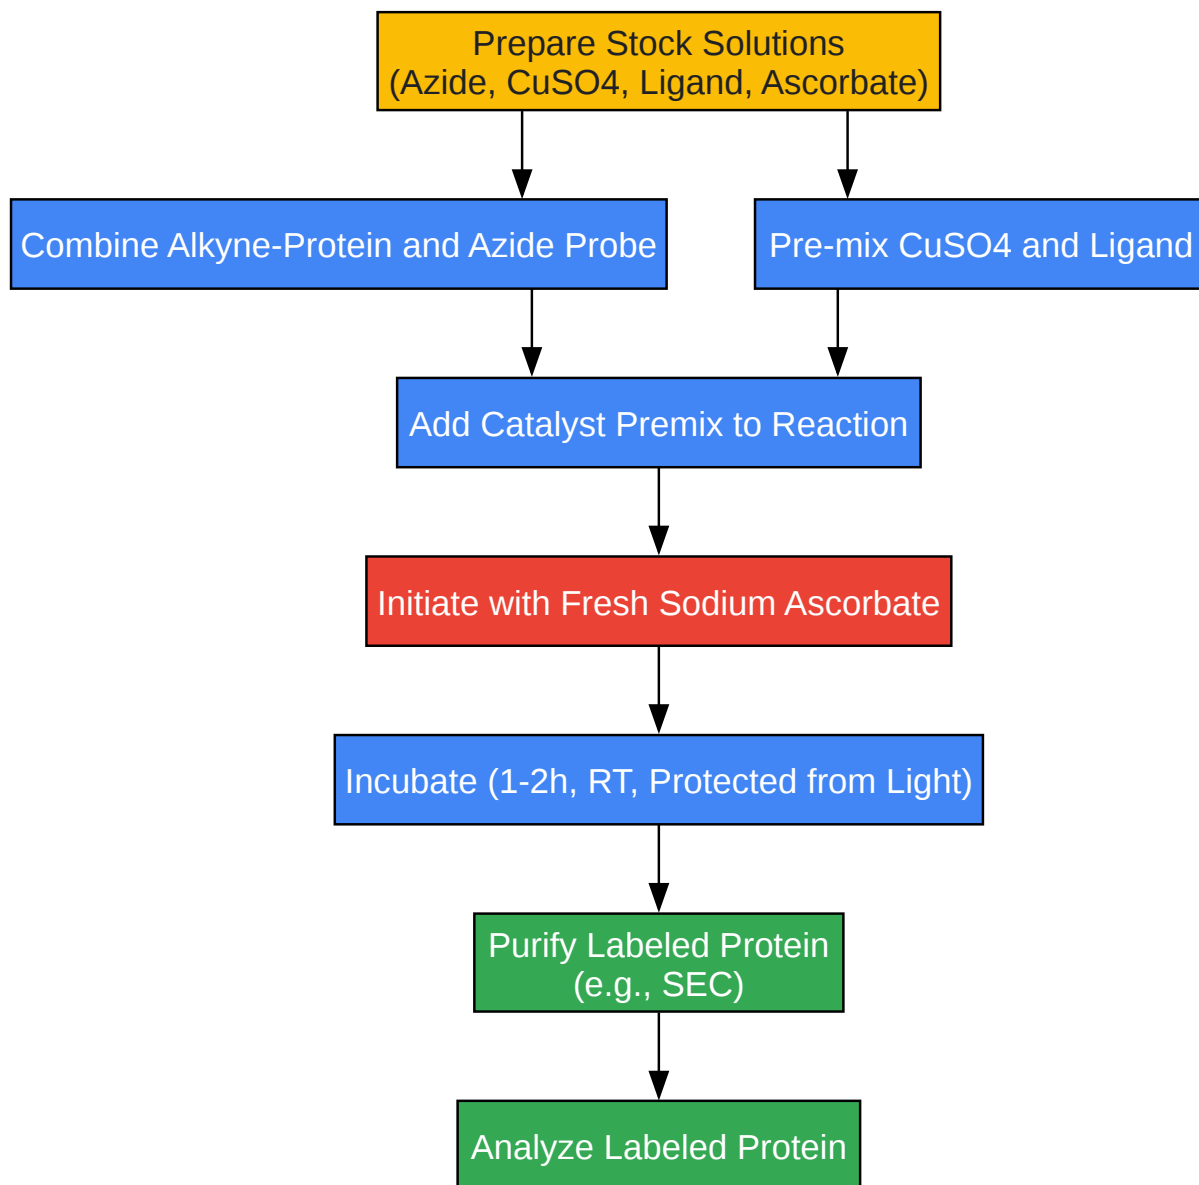 Prepare Stock Solutions
(Azide, CuSO4, Ligand, Ascorbate)
Combine Alkyne-Protein and Azide Probe
Pre-mix CuSO4 and Ligand
Add Catalyst Premix to Reaction
Initiate with Fresh Sodium Ascorbate
Incubate (1-2h, RT, Protected from Light)
Purify Labeled Protein
(e.g., SEC)
Analyze Labeled Protein